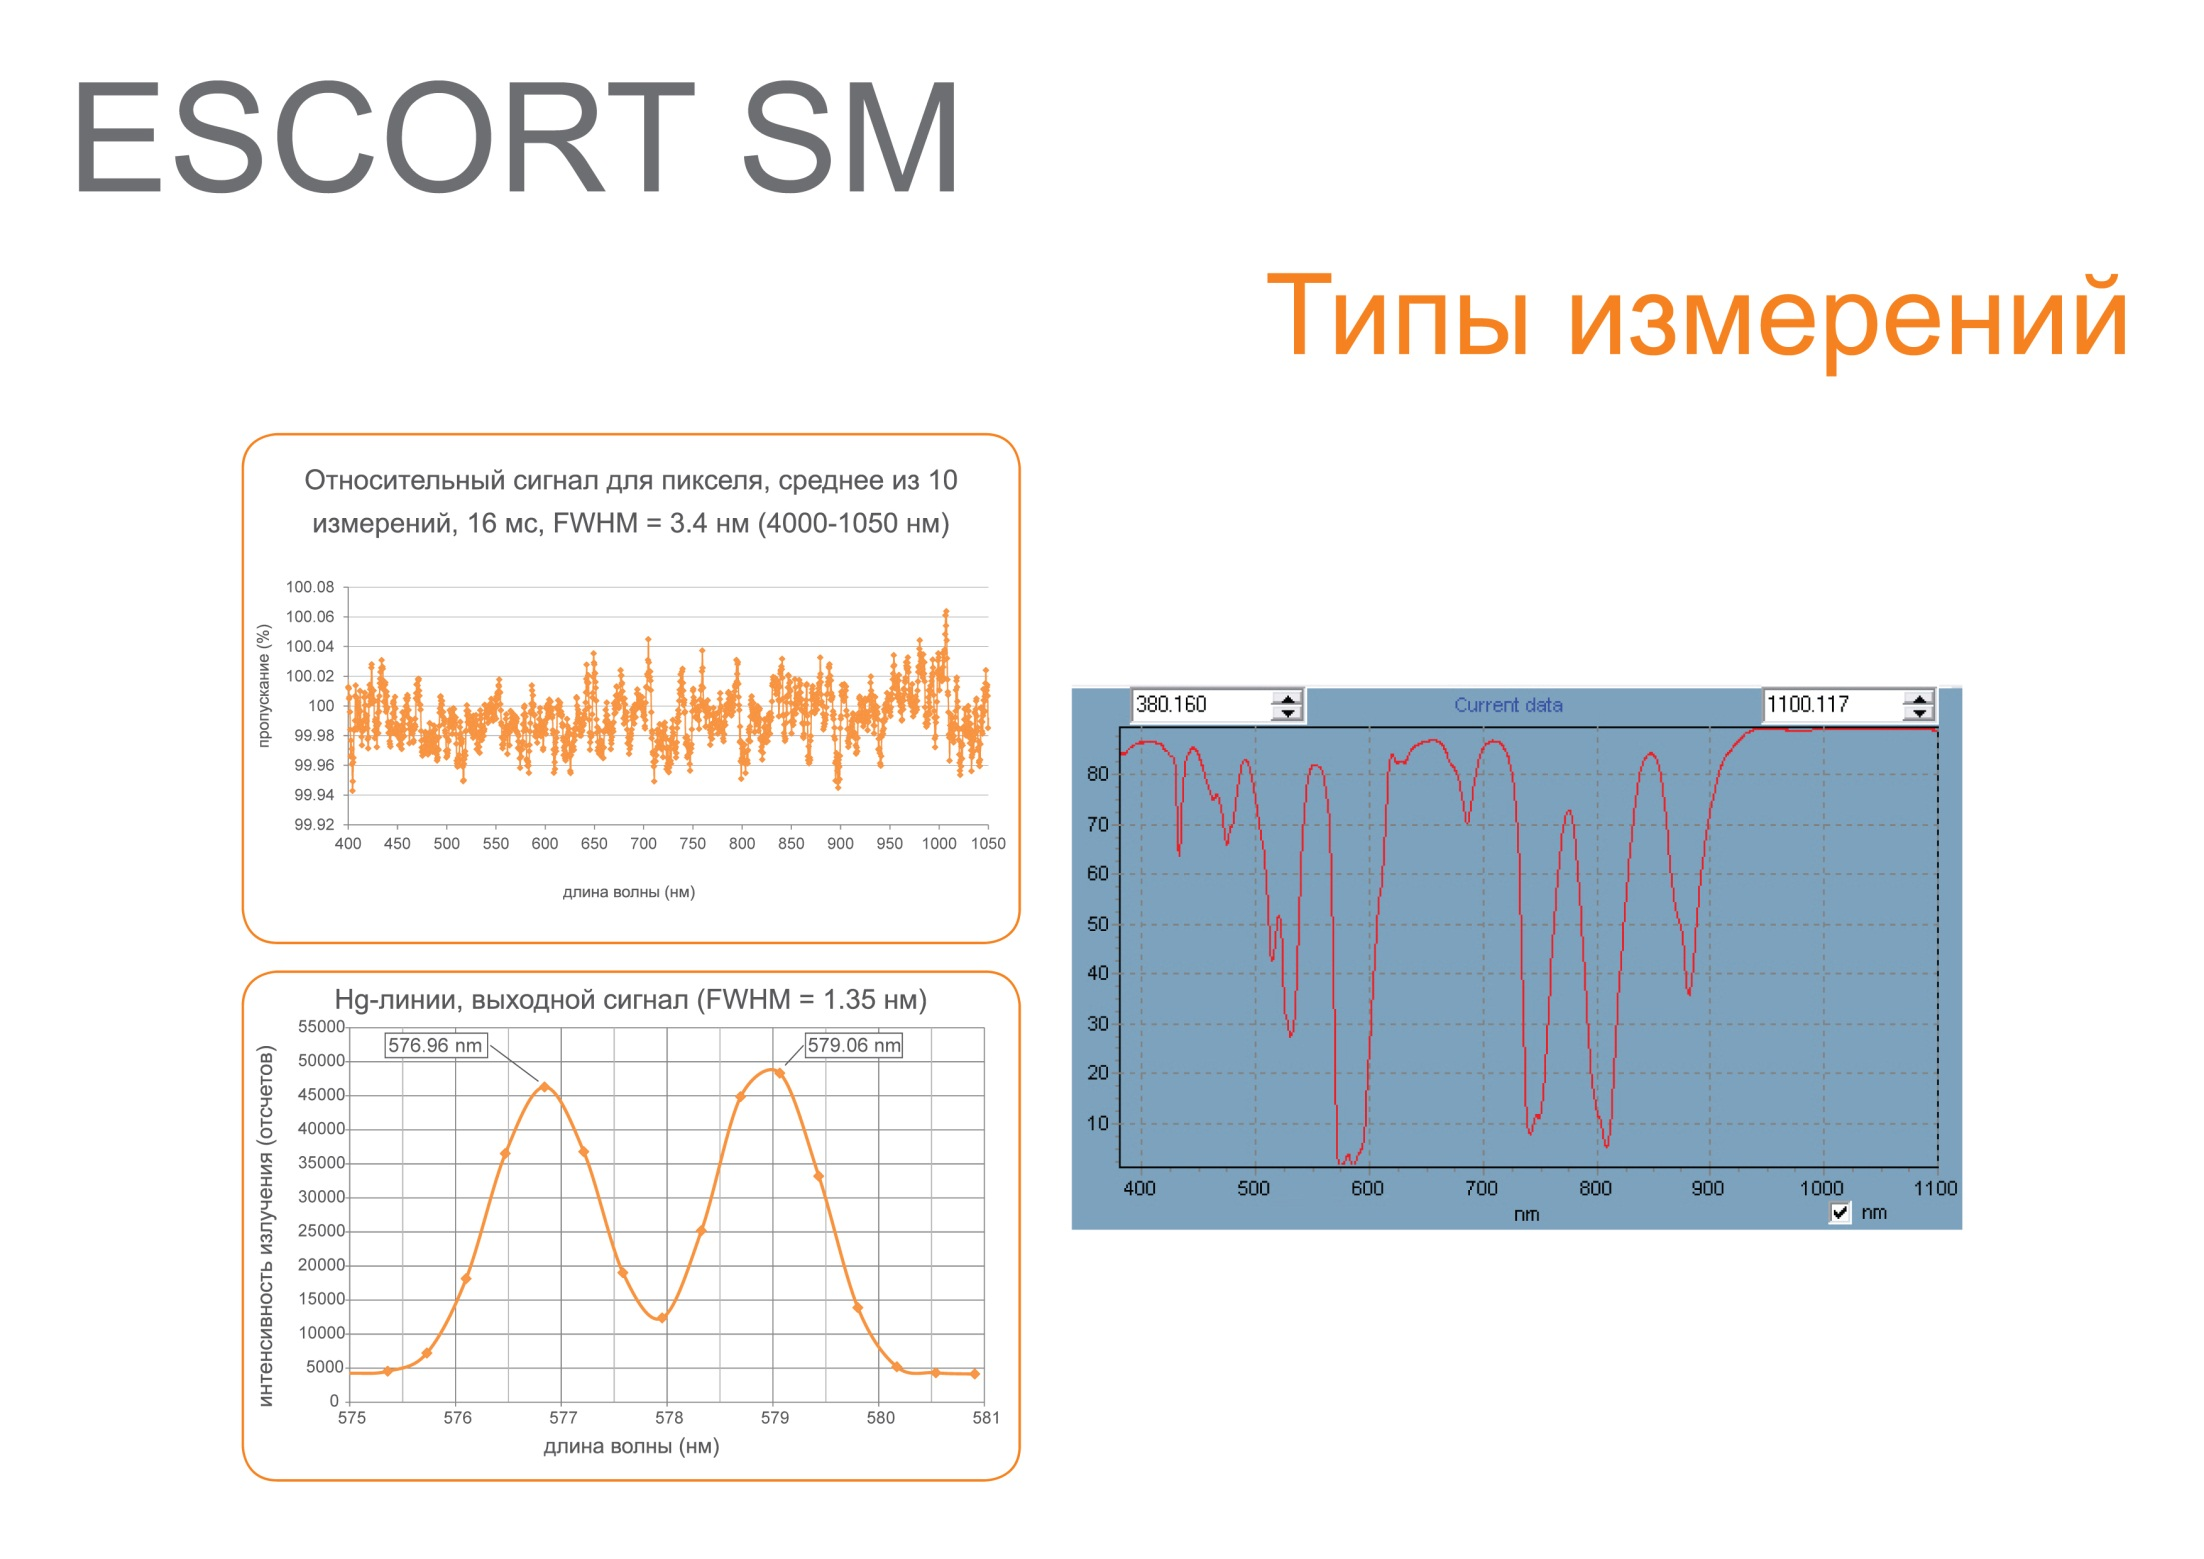 ESCORT SM
Типы измерений
Относительный сигнал для пикселя, среднее из 10
измерений, 16 мс, FWHM = 3.4 нм (4000-1050 нм)
пропускание (%)
100.08
100.06
100.04
100.02
100
99.98
99.96
99.94
99.92
400 450 500 550 600 650 700 750 800 850 900 950 1000 1050
длина волны (нм)
Hg-линии, выходной сигнал (FWHM = 1.35 нм)
интенсивность излучения (отсчетов)
55000
50000
45000
40000
35000
30000
25000
20000
15000
10000
5000
0
576.96 nm
579.06 nm
575 576 577 578 579 580 581
длина волны (нм)
380.160 Current data 1100.117
80
70
60
50
40
30
20
10
400 500 600 700 800 900 1000 1100
nm nm